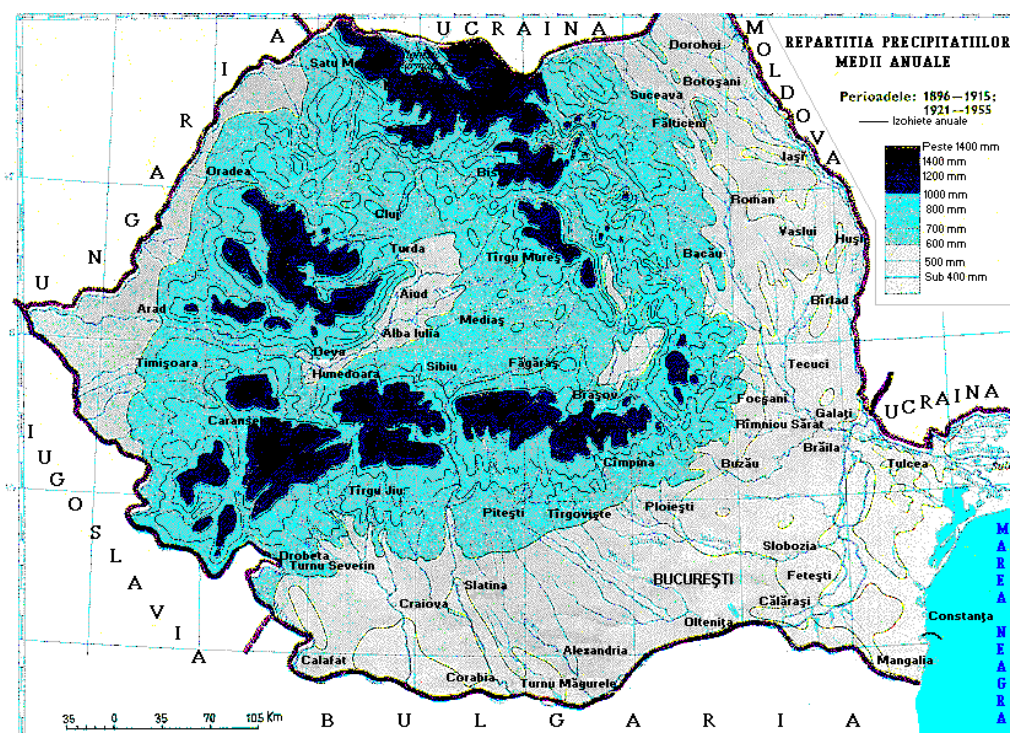 UCRAINA
MOLDOVA
REPARTITIA PRECIPITATIILOR
MEDII ANUALE
Perioadele: 1896—1915;
1921--1955
Izohiete anuale
Peste 1400 mm
1400 mm
1200 mm
1000 mm
800 mm
700 mm
600 mm
500 mm
Sub 400 mm
UNGARIA
Dorohoi
Satu M
Botoşani
Suceava
Fălticeni
Iaşi
Oradea
Bis
Roman
Cluj
Vaslui
Huşi
Turda
Tîrgu Mureş
Bacău
Aiud
Bîrlad
Arad
Mediaş
Alba Iulia
Deva
Timişoara
Sibiu
Făgăraş
Tecuci
Humedoara
Braşov
Focşani
Caranse
Galaţi
UCRAINA
Rîmniou Sărat
Brăila
Cîmpina
Buzău
Tulcea
IUGOSLAVIA
Tîrgu Jiu
Piteşti
Tîrgovişte
Ploieşti
Slobozia
Drobeta
Turnu Severin
BUCUREŞTI
Feteşti
Slatina
Craiova
Călăraşi
Constanţa
Olteniţa
MAREA NEAGRA
Calafat
Alexandria
Mangalia
Corabia
Turnu Măgurele
35 0 35 70 105 Km
BULGARIA